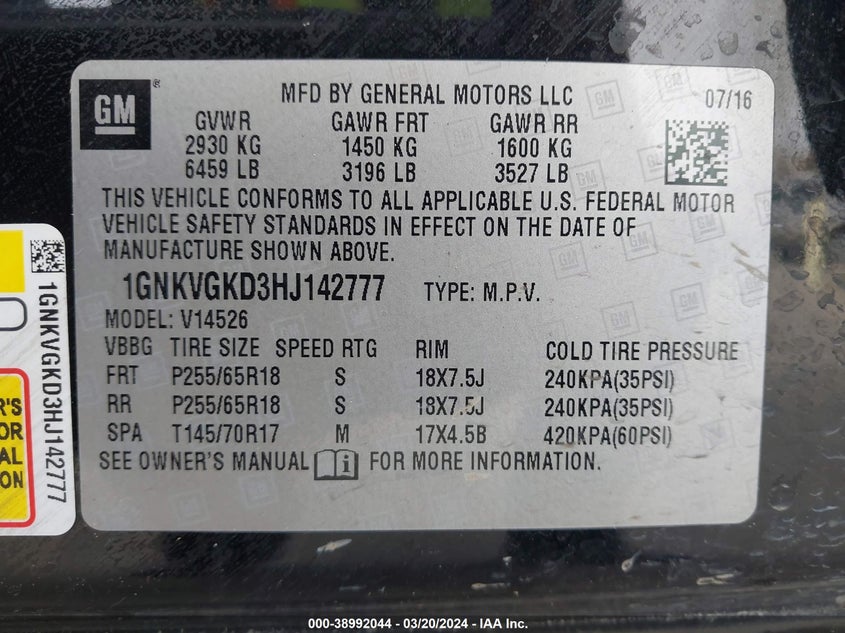 GM
®
MFD BY GENERAL MOTORS LLC
07/16
GVWR GAWR FRT GAWR RR
2930 KG 1450 KG 1600 KG
6459 LB 3196 LB 3527 LB
THIS VEHICLE CONFORMS TO ALL APPLICABLE U.S. FEDERAL MOTOR
VEHICLE SAFETY STANDARDS IN EFFECT ON THE DATE OF
MANUFACTURE SHOWN ABOVE.
1GNKVGKD3HJ142777 TYPE: M.P.V.
MODEL: V14526
VBBG TIRE SIZE SPEED RTG RIM COLD TIRE PRESSURE
FRT P255/65R18 S 18X7.5J 240KPA(35PSI)
RR P255/65R18 S 18X7.5J 240KPA(35PSI)
SPA T145/70R17 M 17X4.5B 420KPA(60PSI)
SEE OWNER'S MANUAL i FOR MORE INFORMATION.
1GNKVGKD3HJ142777
R'S
OR
AL
ON
000-38992044 — 03/20/2024 - IAA Inc.